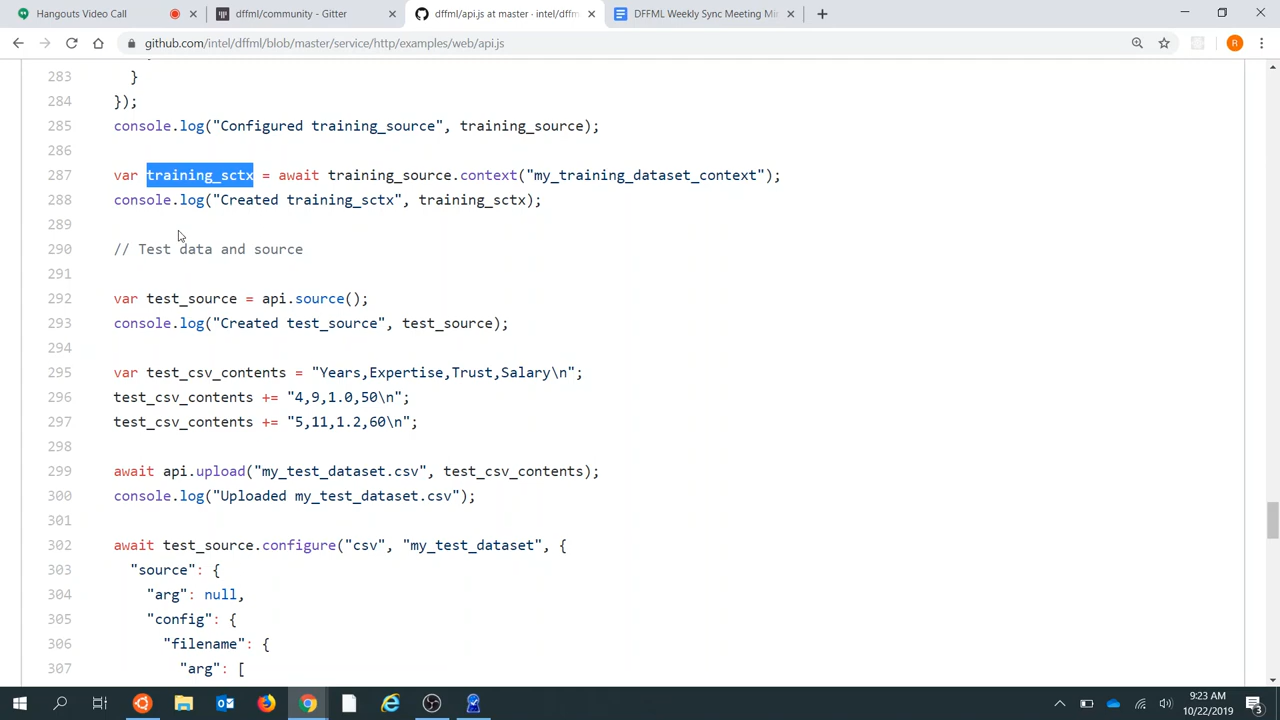 Hangouts Video Call
dffml/community - Gitter
dffml/api.js at master · intel/dffm
DFFML Weekly Sync Meeting Mi
github.com/intel/dffml/blob/master/service/http/examples/web/api.js
R
283 }
284 });
285 console.log("Configured training_source", training_source);
286
287 var training_sctx = await training_source.context("my_training_dataset_context");
288 console.log("Created training_sctx", training_sctx);
289
290 // Test data and source
291
292 var test_source = api.source();
293 console.log("Created test_source", test_source);
294
295 var test_csv_contents = "Years,Expertise,Trust,Salary\n";
296 test_csv_contents += "4,9,1.0,50\n";
297 test_csv_contents += "5,11,1.2,60\n";
298
299 await api.upload("my_test_dataset.csv", test_csv_contents);
300 console.log("Uploaded my_test_dataset.csv");
301
302 await test_source.configure("csv", "my_test_dataset", {
303 "source": {
304 "arg": null,
305 "config": {
306 "filename": {
307 "arg": [
9:23 AM
10/22/2019
3